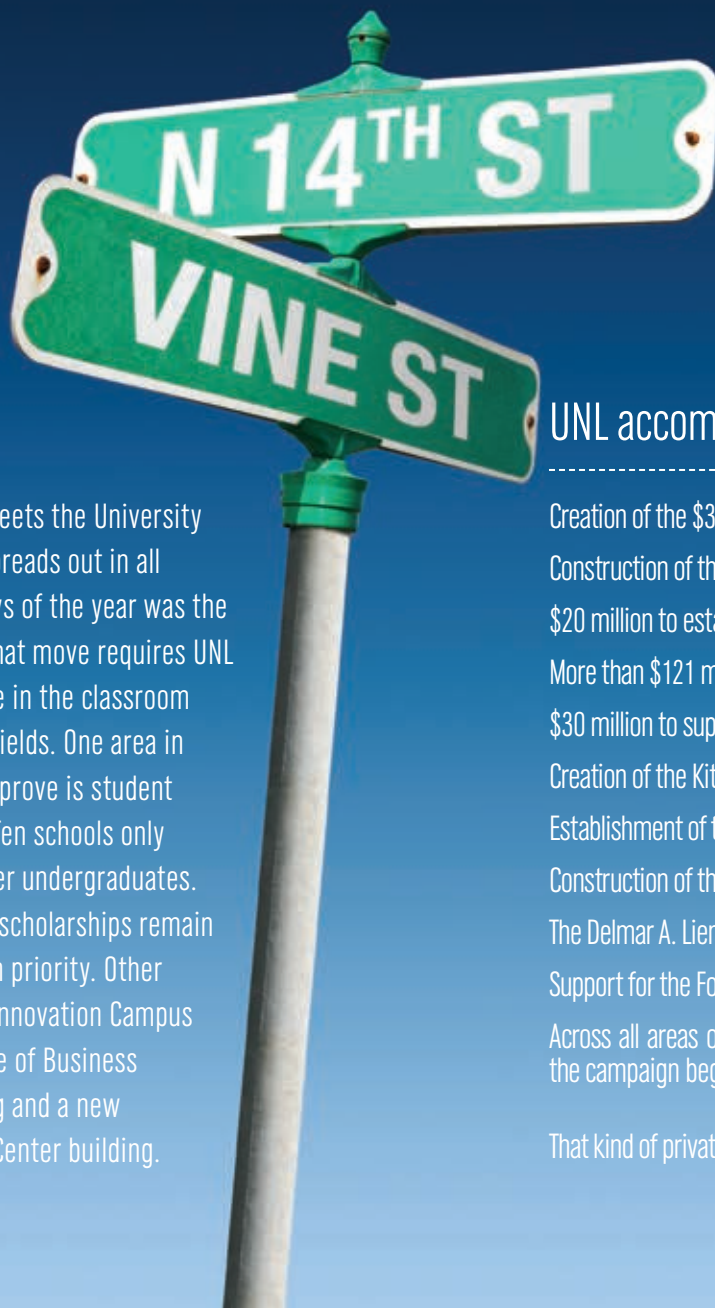 N 14TH ST
VINE ST
eets the University
reads out in all
s of the year was the
hat move requires UNL
e in the classroom
ields. One area in
prove is student
en schools only
er undergraduates.
scholarships remain
priority. Other
nnovation Campus
e of Business
g and a new
Center building.
UNL accom
Creation of the $3
Construction of th
$20 million to esta
More than $121 m
$30 million to sup
Creation of the Kit
Establishment of t
Construction of th
The Delmar A. Lier
Support for the Fo
Across all areas o
the campaign beg
That kind of privat